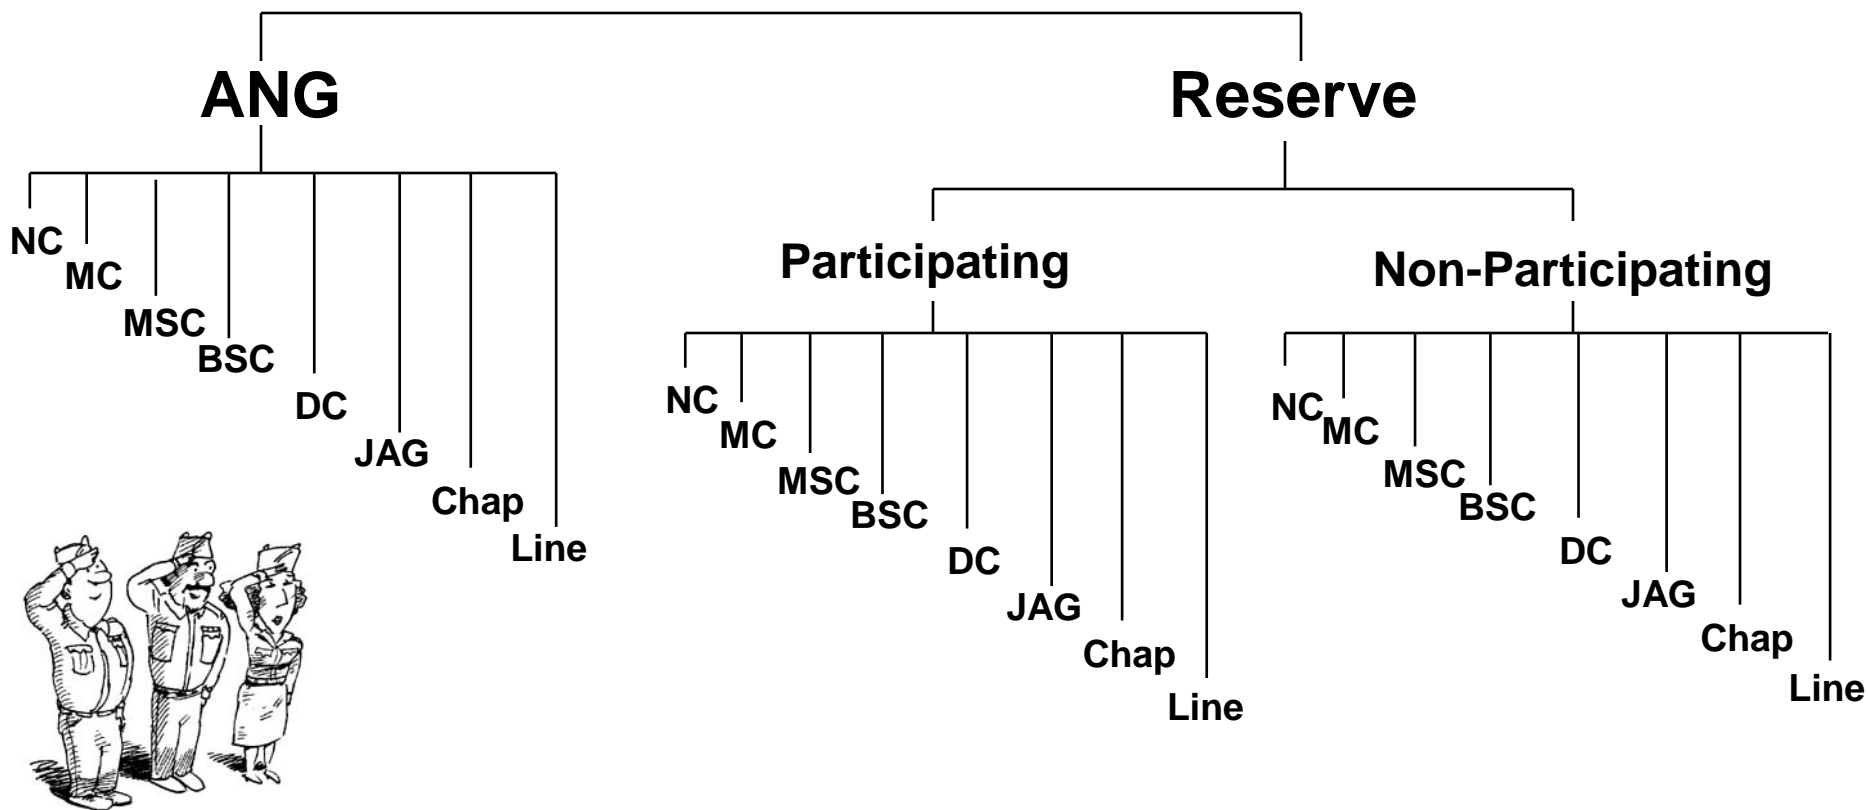 ANG
Reserve
NC
MC
MSC
BSC
DC
JAG
Chap
Line
Participating
NC
MC
MSC
BSC
DC
JAG
Chap
Line
Non-Participating
NC
MC
MSC
BSC
DC
JAG
Chap
Line